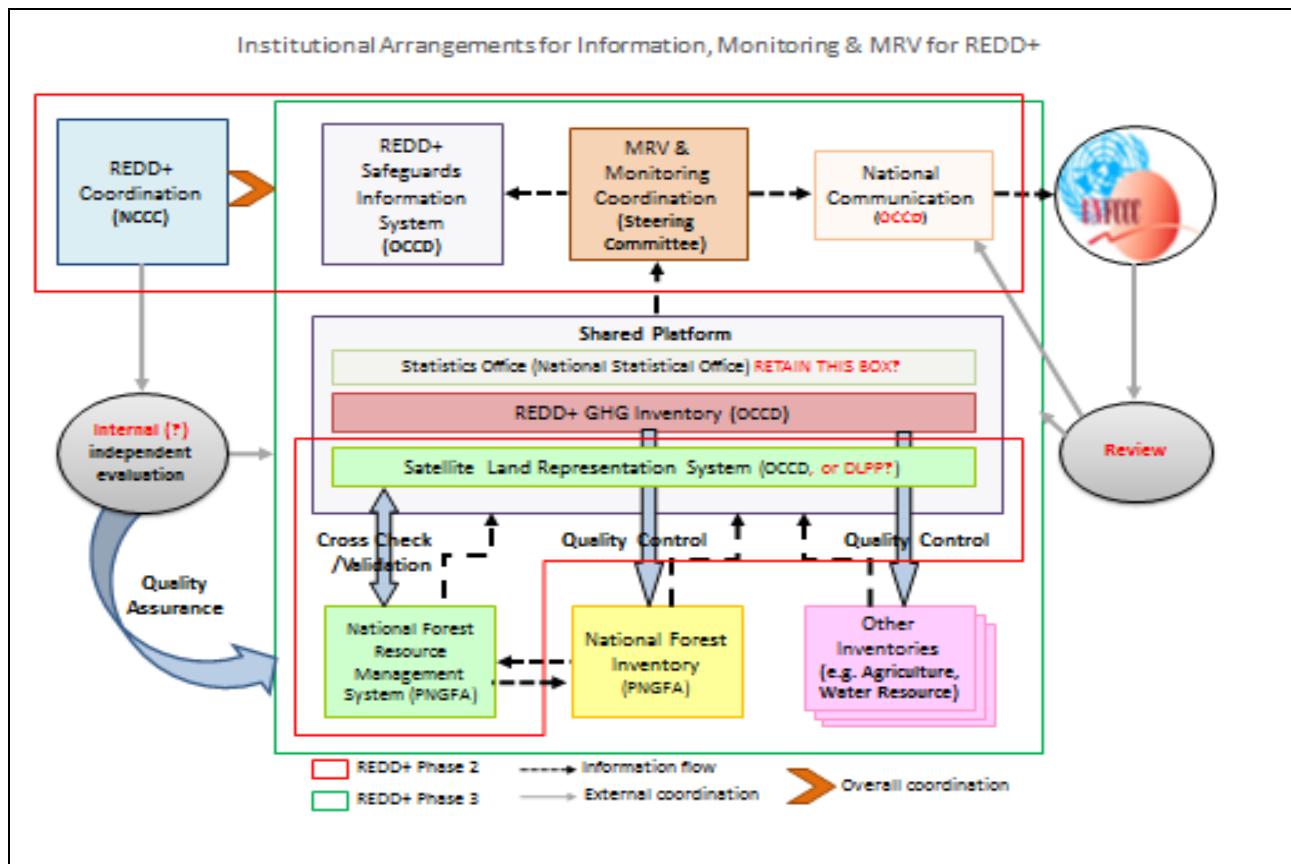 Institutional Arrangements for Information, Monitoring & MRV for REDD+
REDD+
Coordination
(NCCC)
REDD+
Safeguards
Information
System
(OCCD)
MRV &
Monitoring
Coordination
(Steering
Committee)
National
Communication
(OCCD)
UNFCCC
Shared Platform
Statistics Office (National Statistical Office) RETAIN THIS BOX?
REDD+ GHG Inventory (OCCD)
Satellite Land Representation System (OCCD, or DLPP?)
Internal (?)
independent
evaluation
Review
Cross Check
/Validation
Quality Control
Quality Control
Quality
Assurance
National Forest
Resource
Management
System (PNGFA)
National Forest
Inventory
(PNGFA)
Other
Inventories
(e.g. Agriculture,
Water Resource)
REDD+ Phase 2
Information flow
Overall coordination
REDD+ Phase 3
External coordination